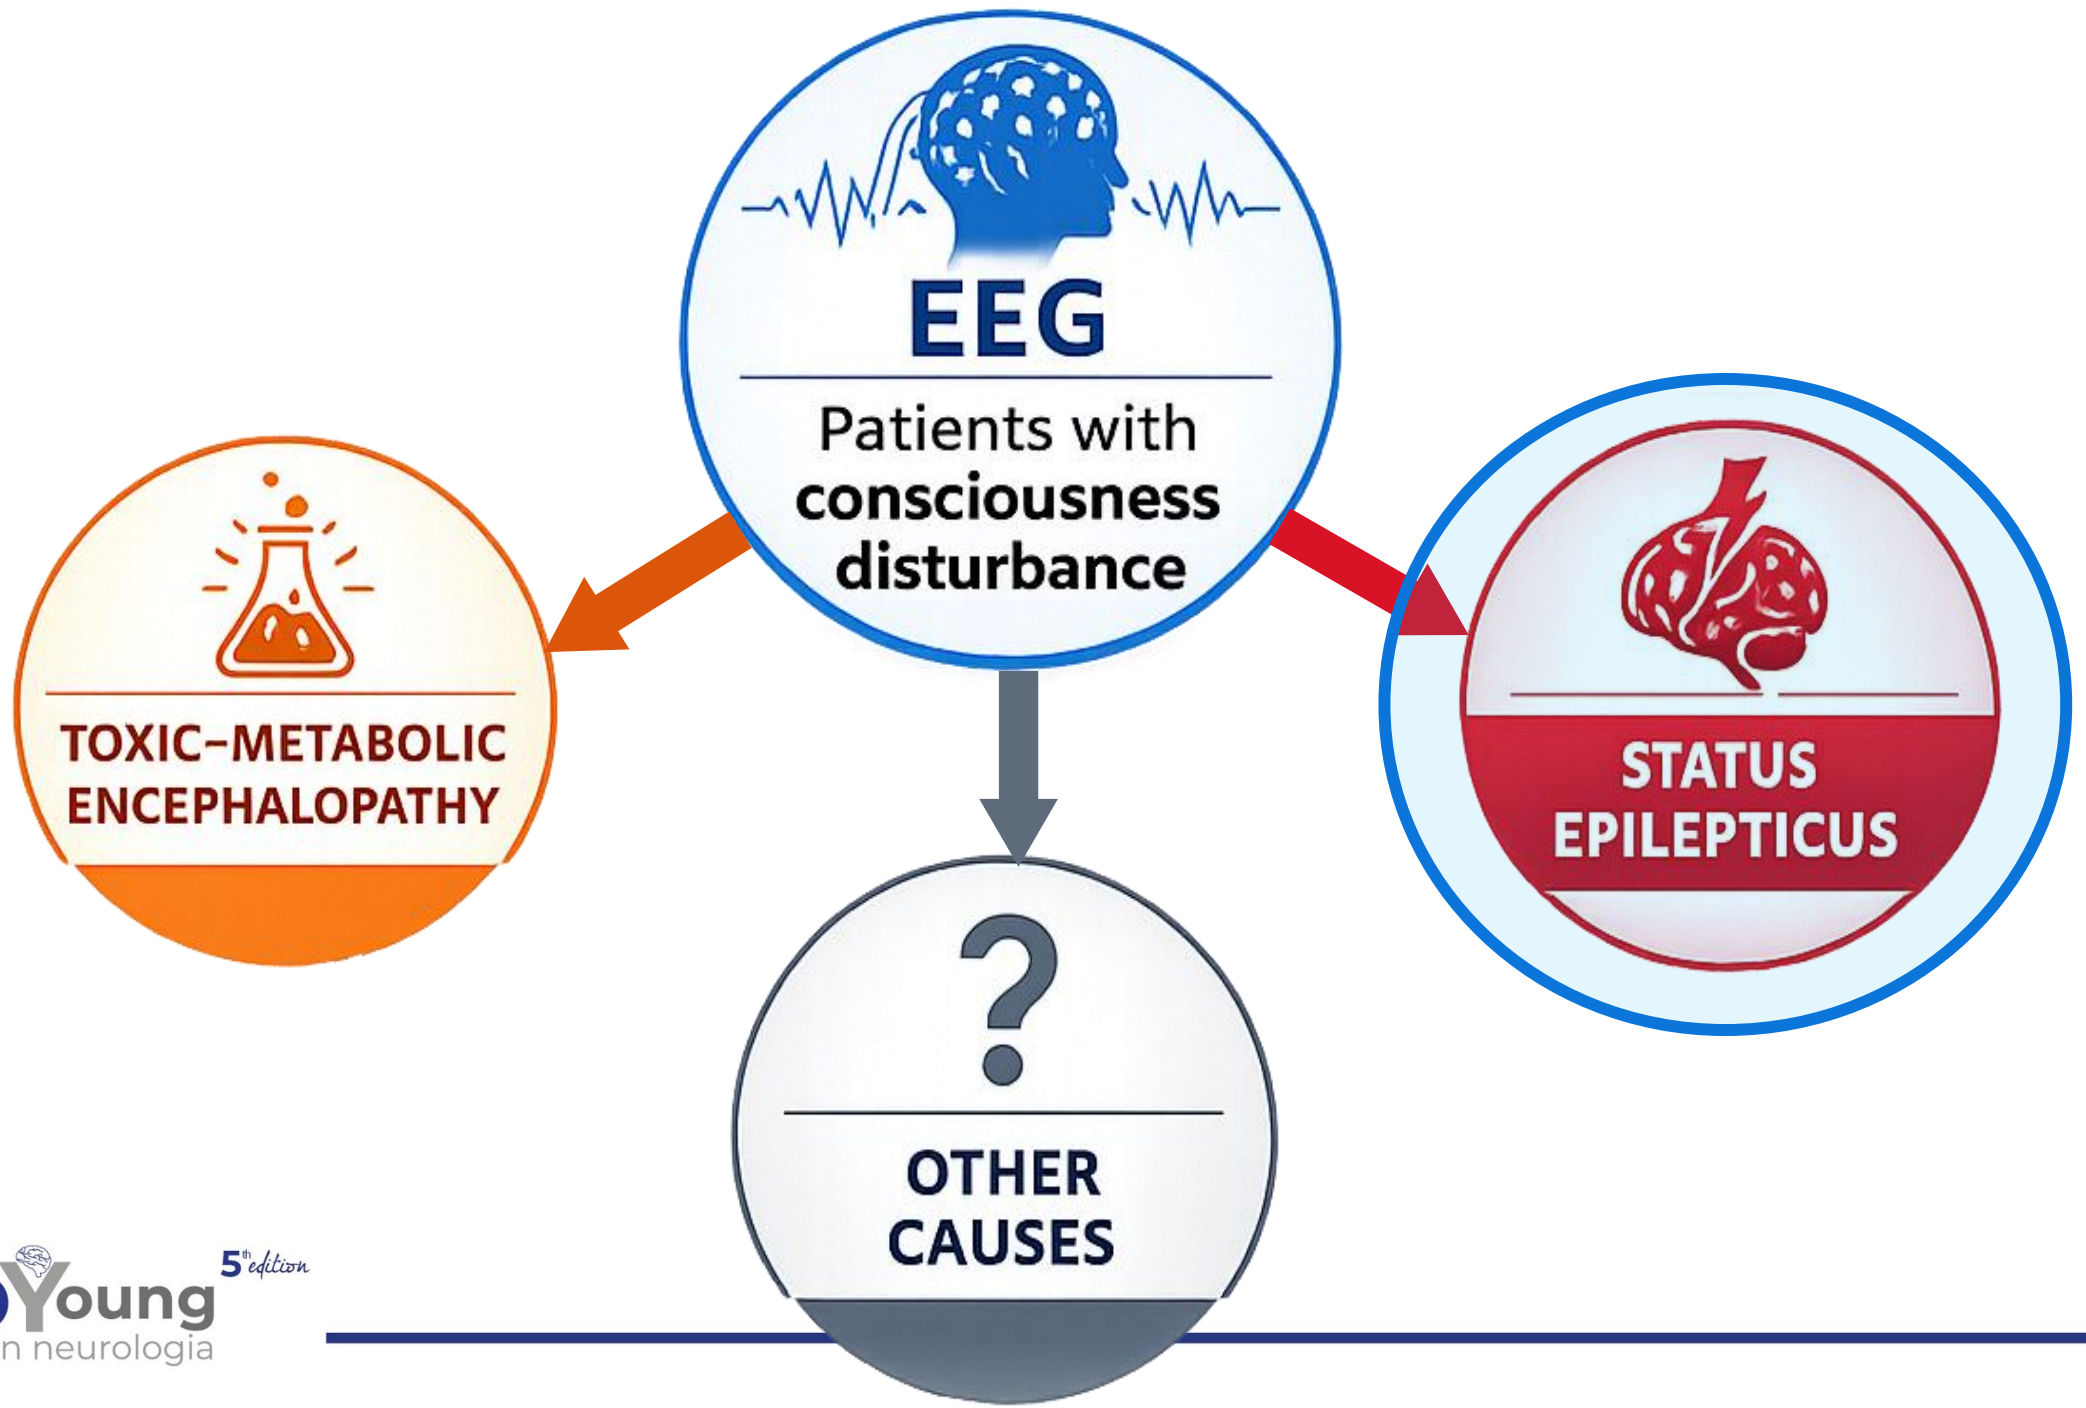 EEG
Patients with
consciousness
disturbance
TOXIC-METABOLIC
ENCEPHALOPATHY
STATUS
EPILEPTICUS
?
OTHER
CAUSES
5th edition
Young
n neurologia